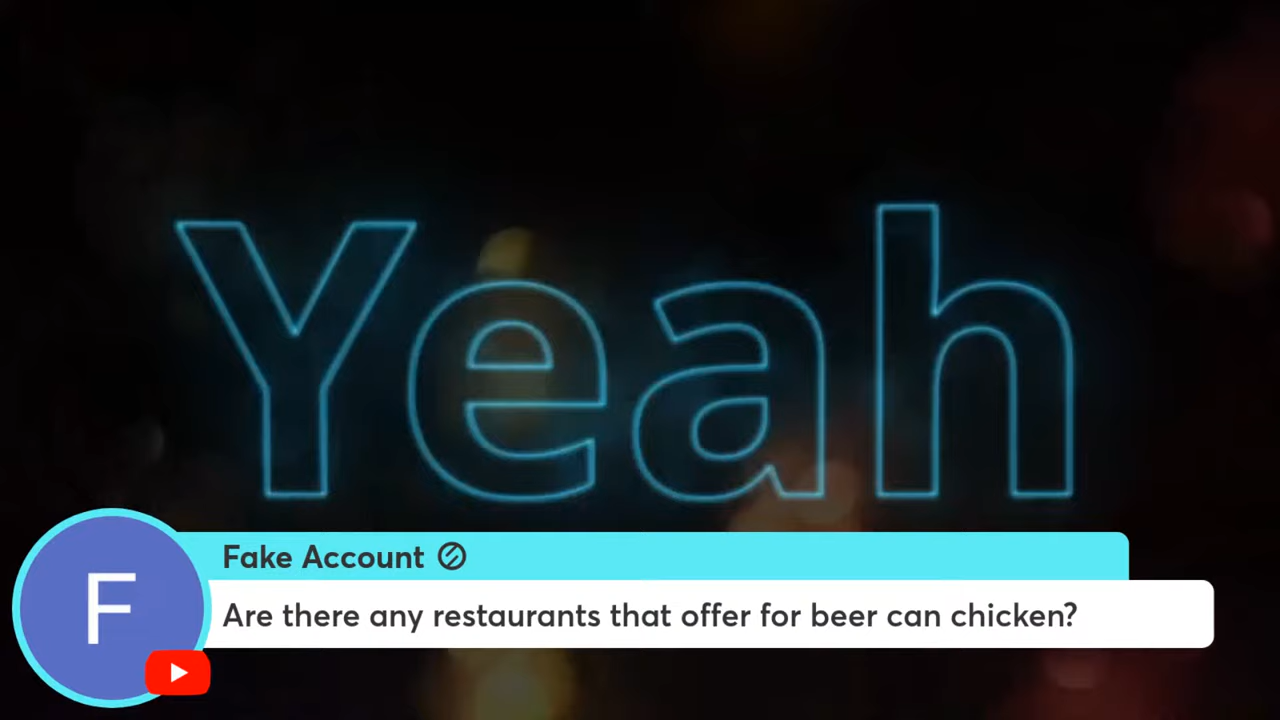 Yeah
Fake Account
F
Are there any restaurants that offer for beer can chicken?